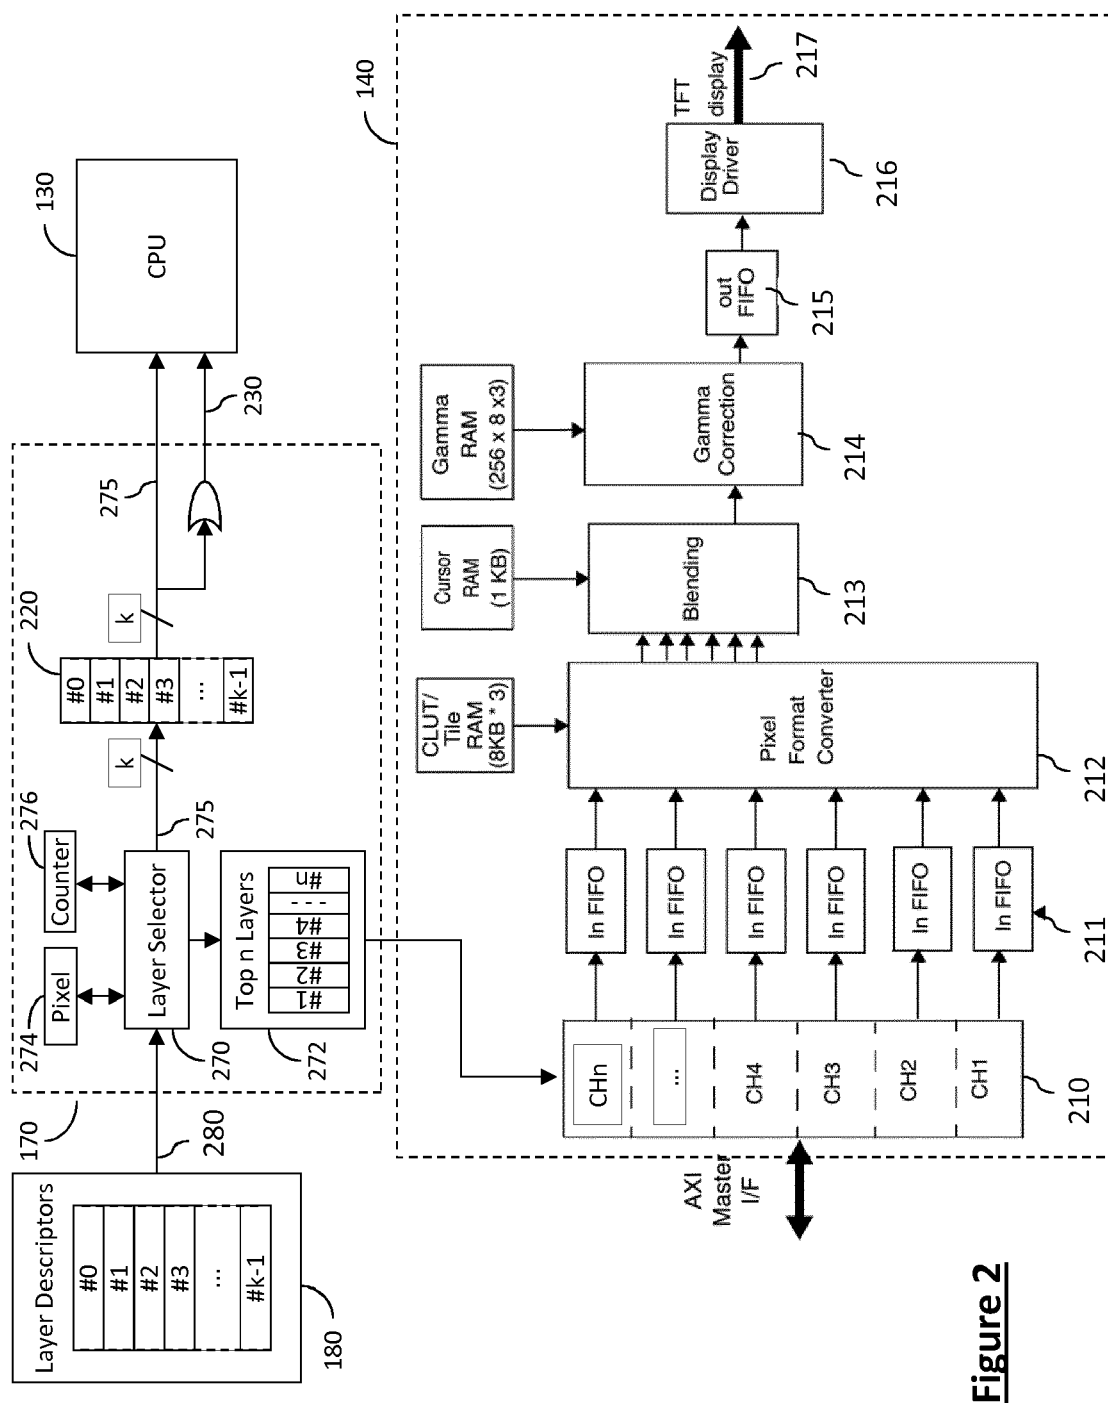 Layer Descriptors
#0
#1
#2
#3
...
#k-1
180
280
170
274
Pixel
276
Counter
Layer Selector
270
275
Top n Layers
#1
#2
#3
#4
- - -
#n
272
k
220
#0
#1
#2
#3
...
#k-1
k
275
230
130
CPU
140
AXI
Master
I/F
CHn
...
CH4
CH3
CH2
CH1
210
In FIFO
In FIFO
In FIFO
In FIFO
In FIFO
In FIFO
211
CLUT/
Tile
RAM
(8KB * 3)
Pixel
Format
Converter
212
Cursor
RAM
(1 KB)
Blending
213
Gamma
RAM
(256 x 8 x3)
Gamma
Correction
214
out
FIFO
215
Display
Driver
216
TFT
display
217
Figure 2